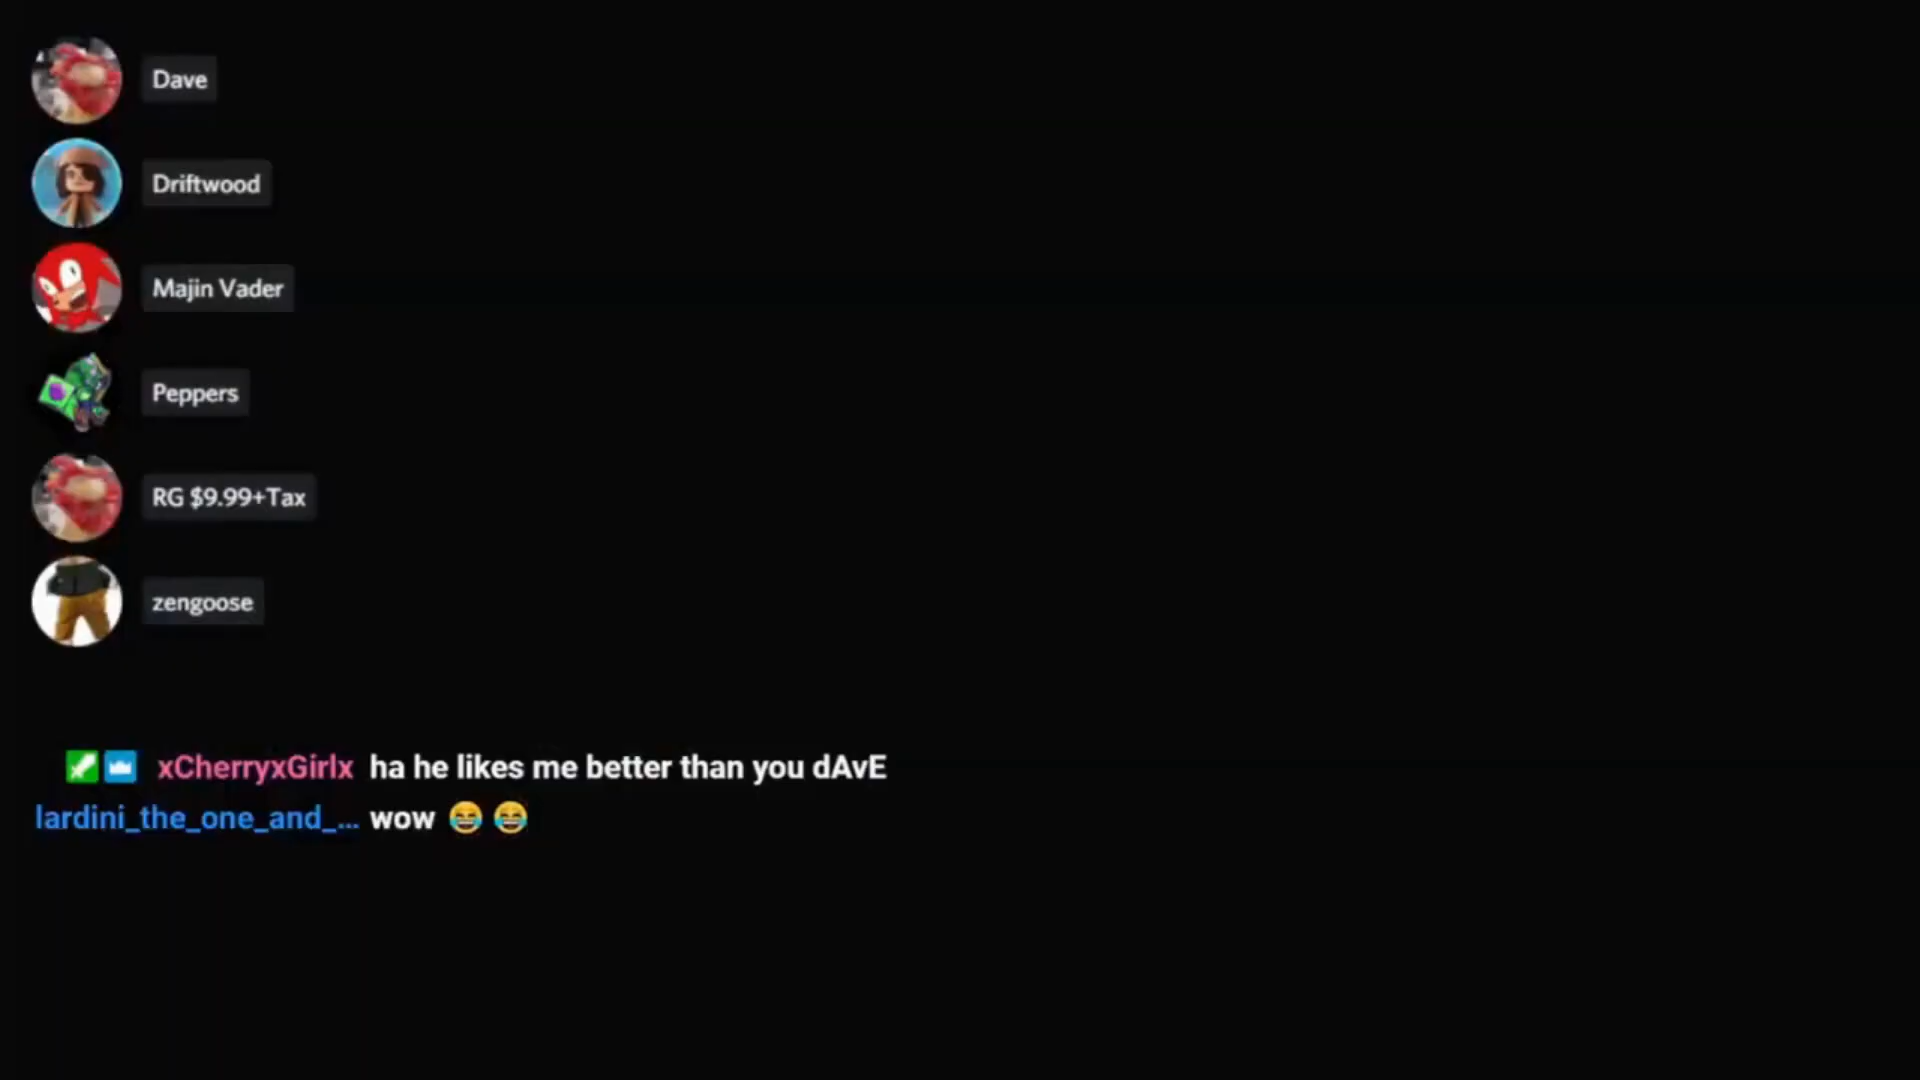 Dave
Driftwood
Majin Vader
Peppers
RG $9.99+Tax
zengoose
xCherryxGirlx ha he likes me better than you dAvE
lardini_the_one_and_... wow 😂 😂